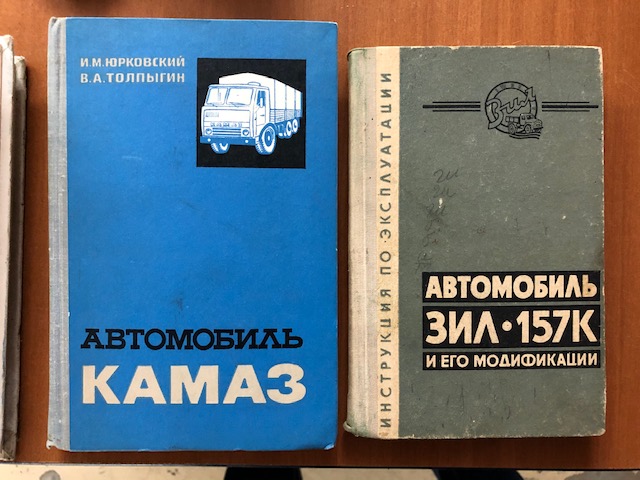 И.М.ЮРКОВСКИЙ
В.А.ТОЛПЫГИН
АВТОМОБИЛЬ
КАМАЗ
ИНСТРУКЦИЯ ПО ЭКСПЛУАТАЦИИ
АВТОМОБИЛЬ
ЗИЛ·157К
И ЕГО МОДИФИКАЦИИ